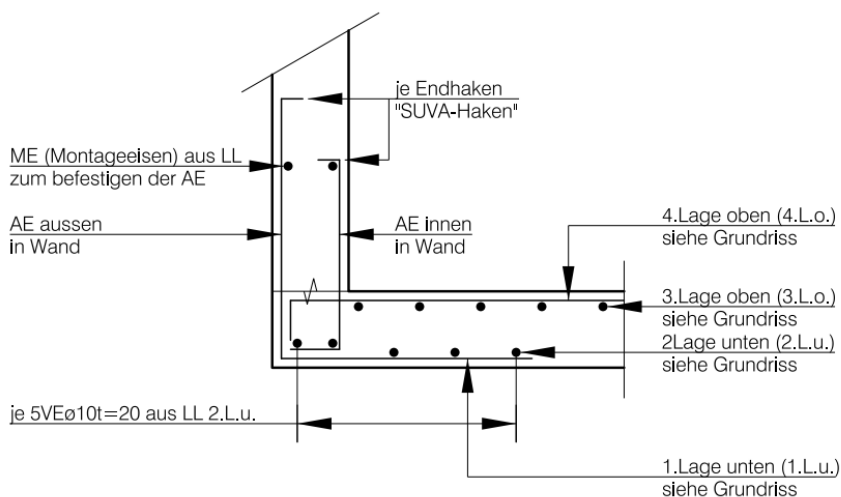 je Endhaken
"SUVA-Haken"
ME (Montageeisen) aus LL
zum befestigen der AE
AE aussen
in Wand
AE innen
in Wand
4.Lage oben (4.L.o.)
siehe Grundriss
3.Lage oben (3.L.o.)
siehe Grundriss
2Lage unten (2.L.u.)
siehe Grundriss
je 5VEø10t=20 aus LL 2.L.u.
1.Lage unten (1.L.u.)
siehe Grundriss